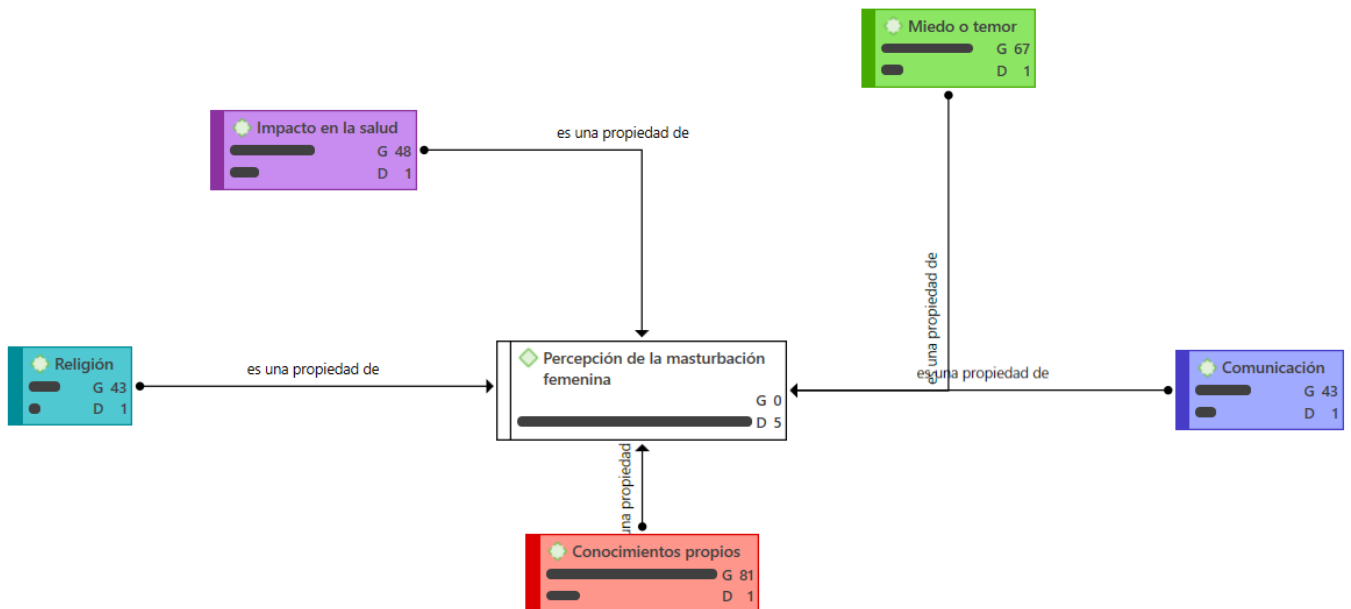 Miedo o temor
G 67
D 1
Impacto en la salud
G 48
D 1
es una propiedad de
es una propiedad de
Religión
G 43
D 1
es una propiedad de
Percepción de la masturbación
femenina
G 0
D 5
es una propiedad de
Comunicación
G 43
D 1
una propiedad
Conocimientos propios
G 81
D 1